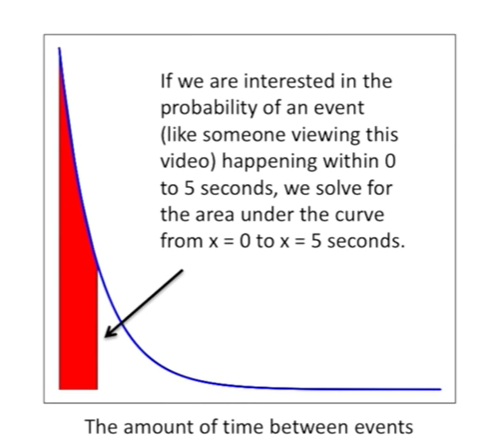 If we are interested in the
probability of an event
(like someone viewing this
video) happening within 0
to 5 seconds, we solve for
the area under the curve
from x = 0 to x = 5 seconds.
The amount of time between events